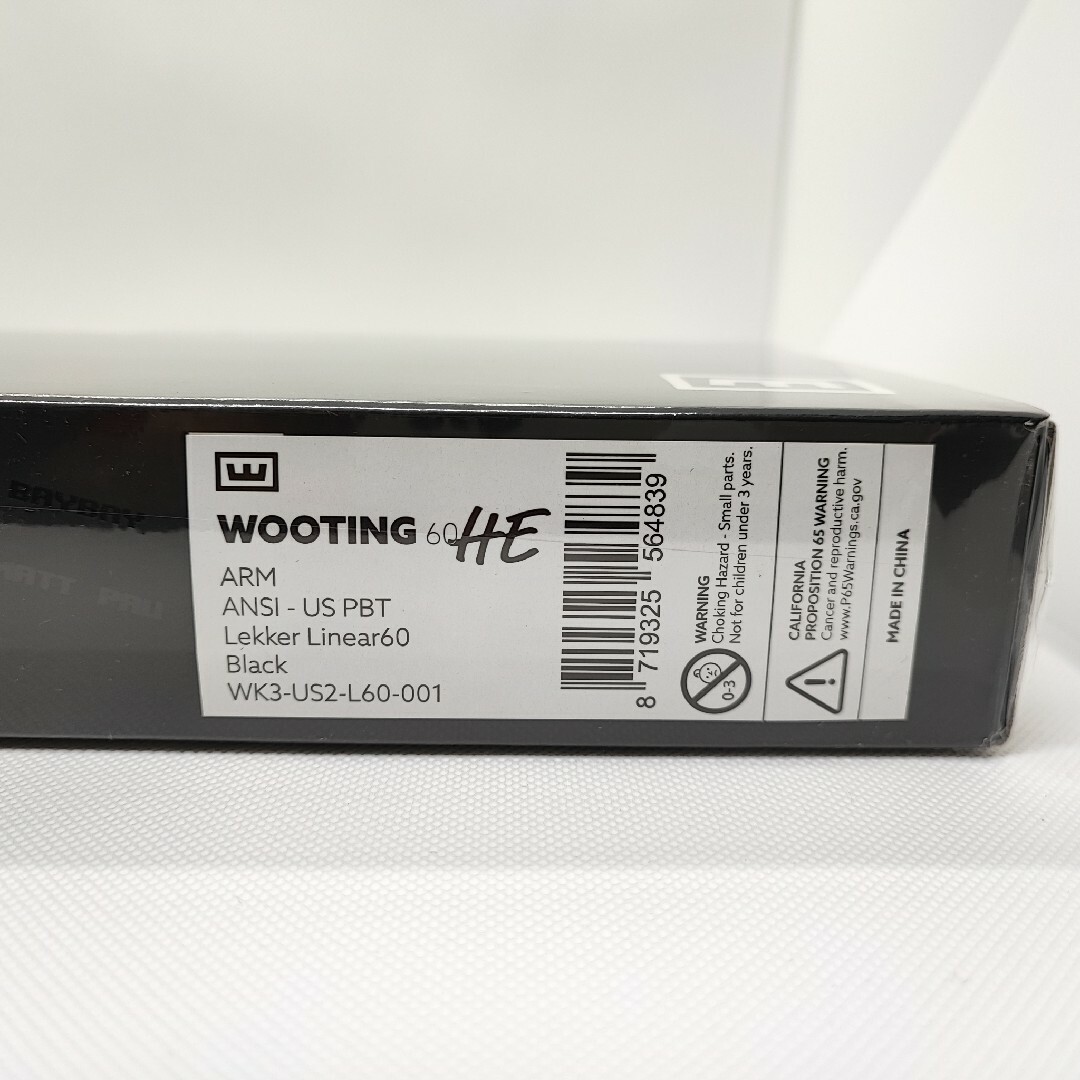 E
WOOTING 60HE
ARM
ANSI - US PBT
Lekker Linear60
Black
WK3-US2-L60-001
8 719325 564839
WARNING
Choking Hazard - Small parts.
Not for children under 3 years.
0-3
CALIFORNIA
PROPOSITION 65 WARNING
Cancer and reproductive harm.
www.P65Warnings.ca.gov
!
MADE IN CHINA